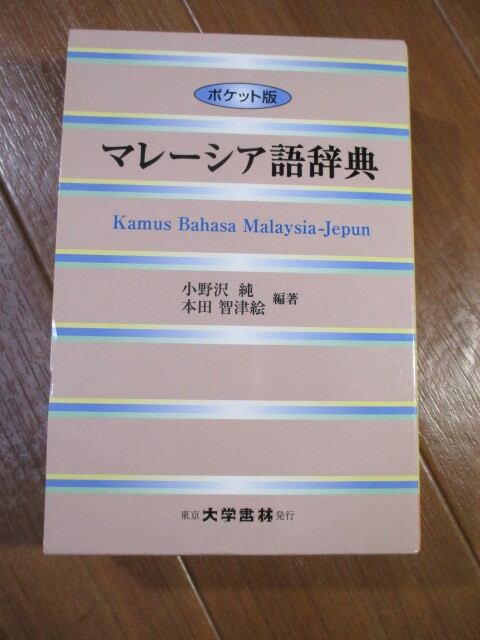 ポケット版
マレーシア語辞典
Kamus Bahasa Malaysia-Jepun
小野沢 純
本田 智津絵 編著
東京 大学書林 発行